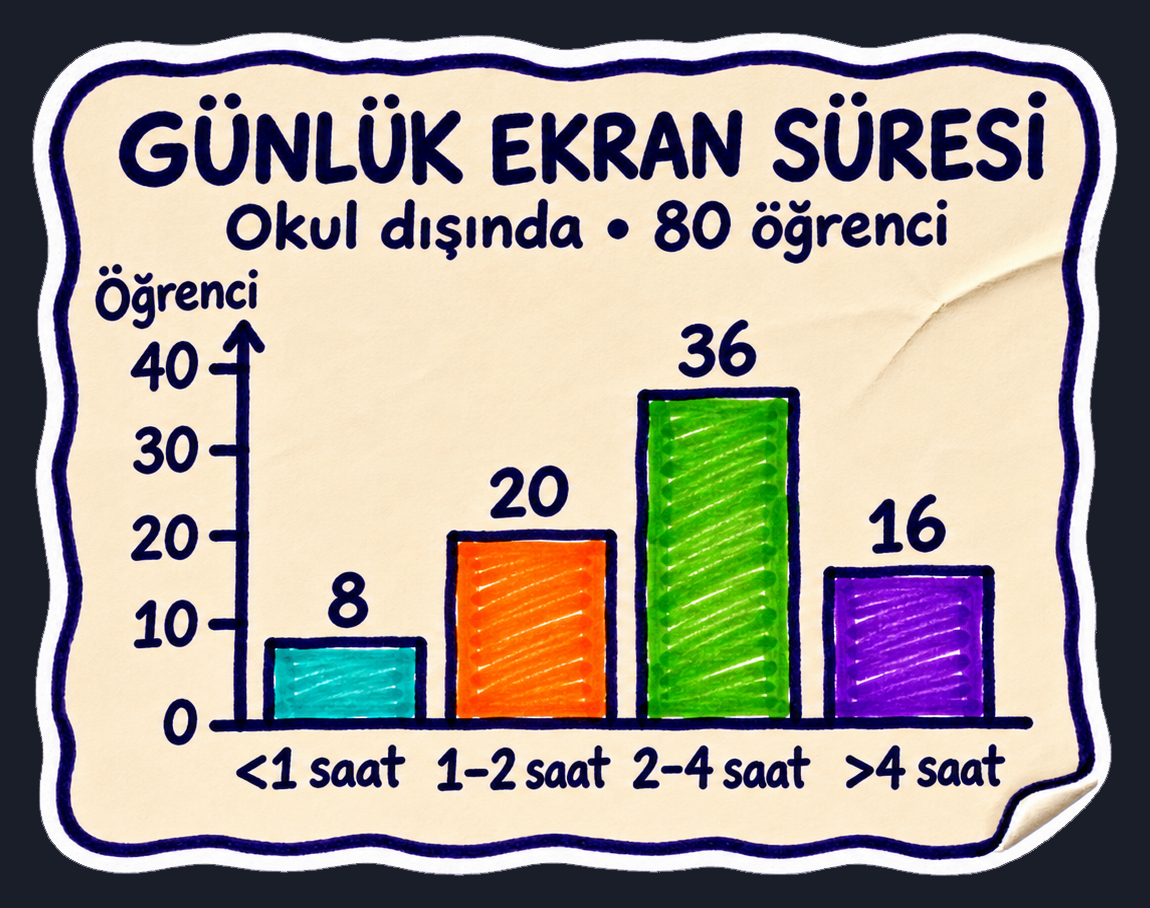 GÜNLÜK EKRAN SÜRESİ
Okul dışında • 80 öğrenci
Öğrenci
40
30
20
10
0
8
20
36
16
<1 saat
1-2 saat
2-4 saat
>4 saat